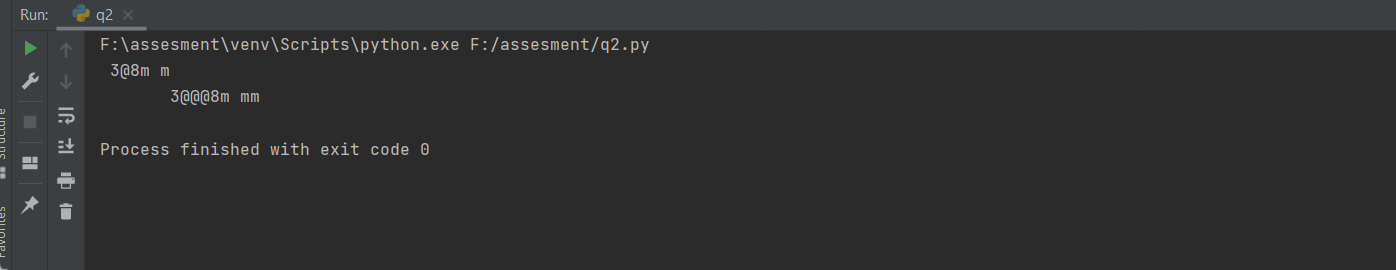 Run: q2
F:\assesment\venv\Scripts\python.exe F:/assesment/q2.py
 3@8m m
       3@@@8m mm
Process finished with exit code 0
Structure
Favorites